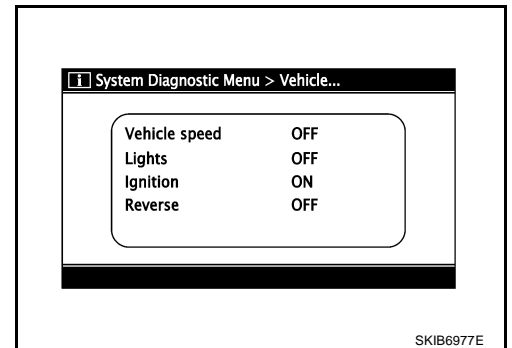 i System Diagnostic Menu > Vehicle...
Vehicle speed OFF
Lights OFF
Ignition ON
Reverse OFF
SKIB6977E